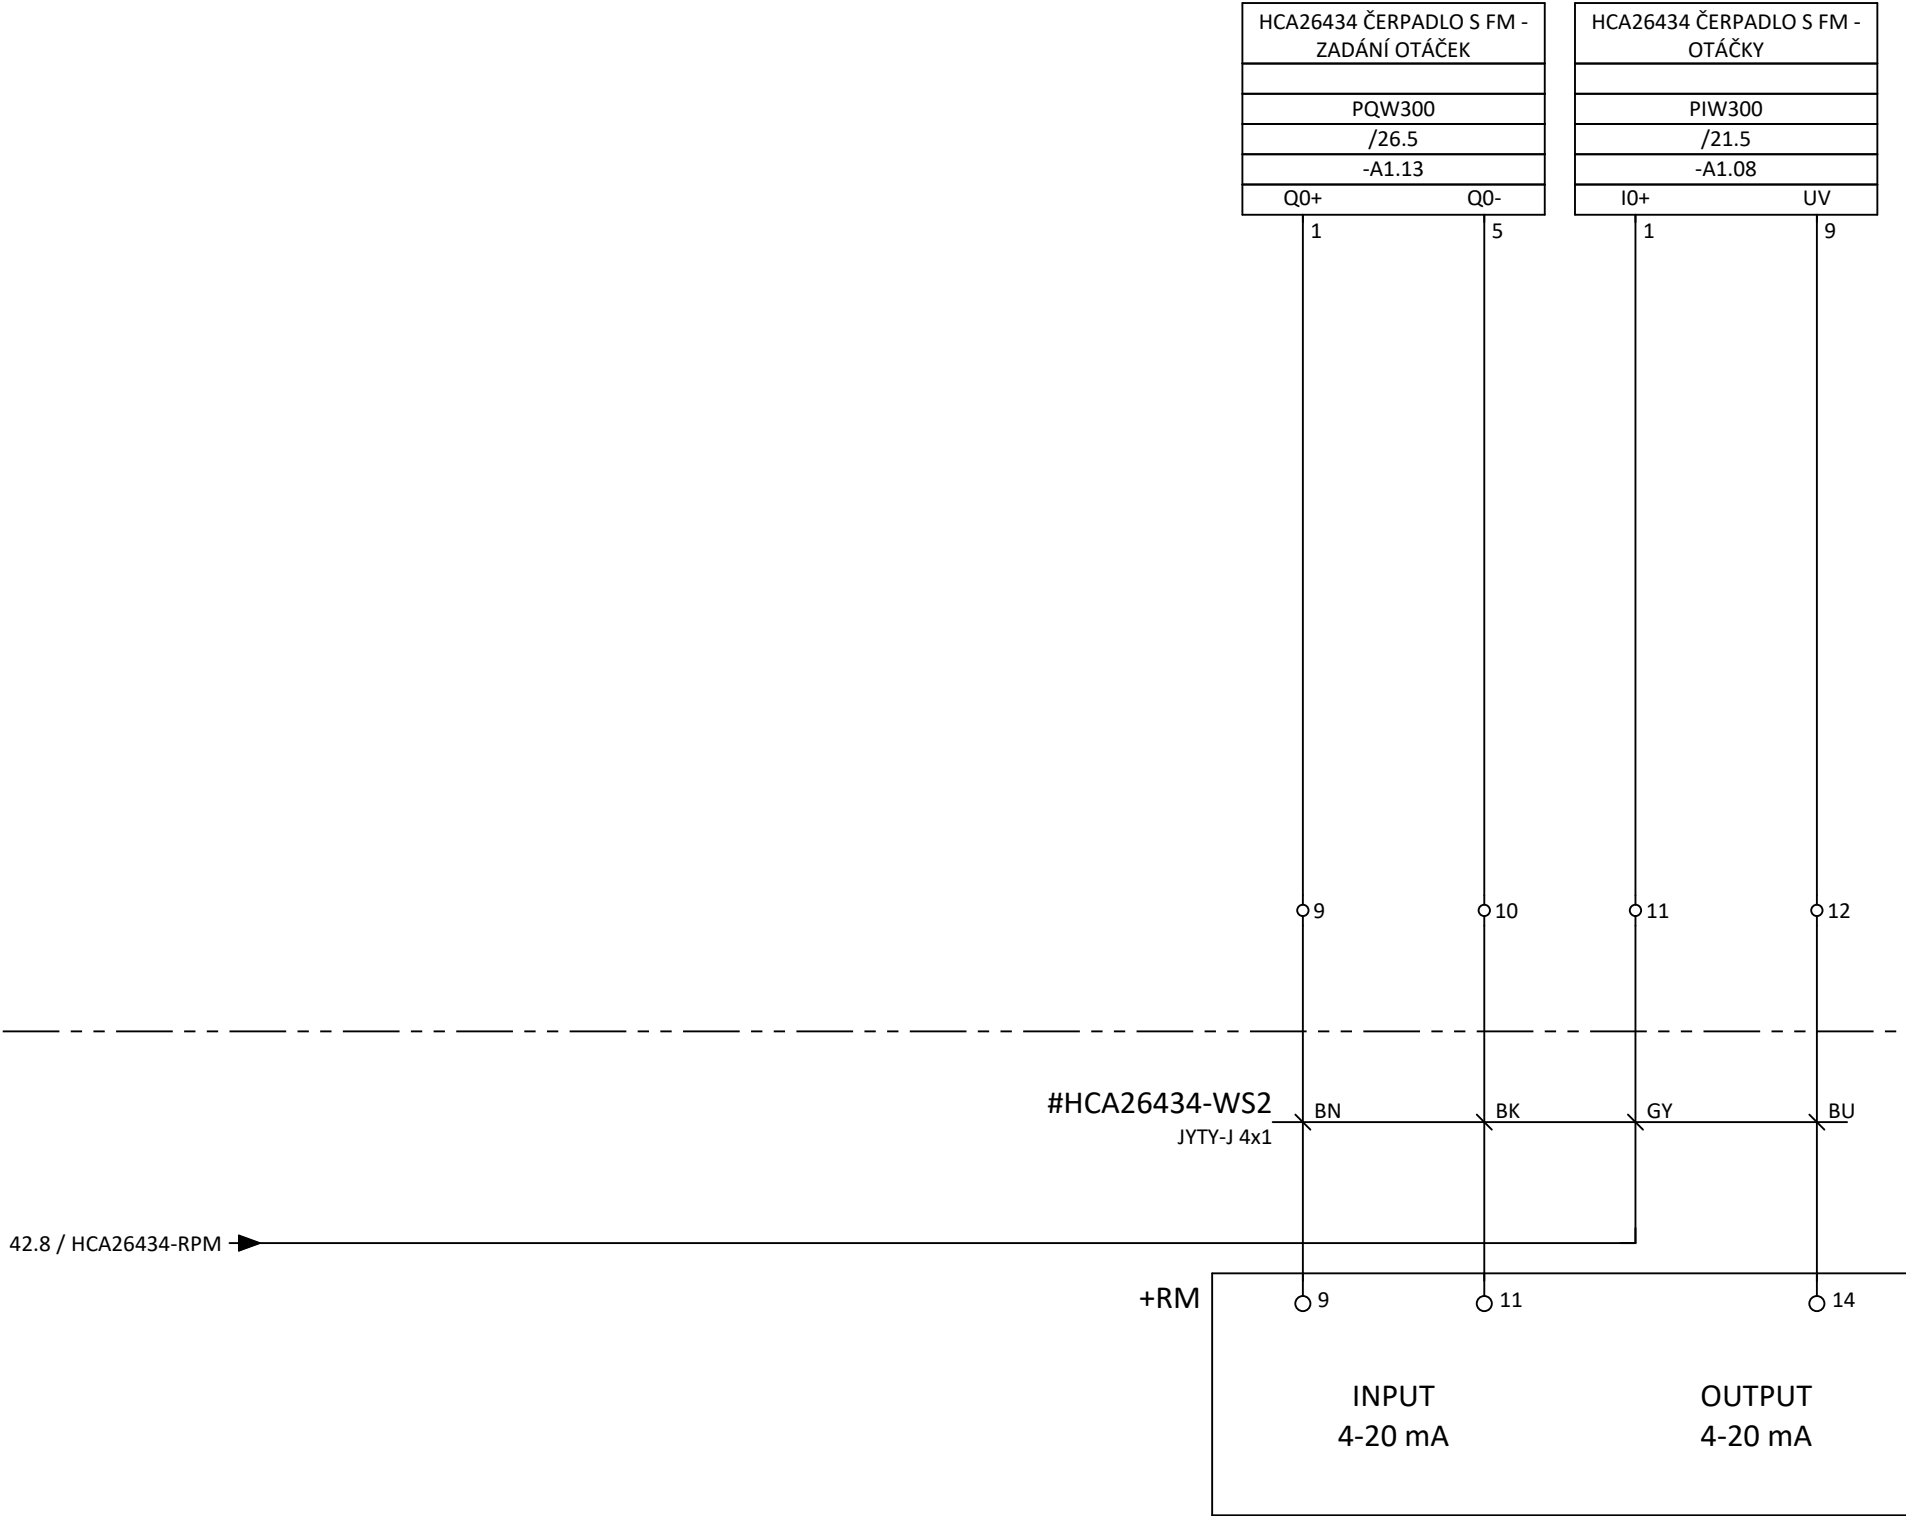 HCA26434 ČERPADLO S FM -
ZADÁNÍ OTÁČEK
PQW300
/26.5
-A1.13
Q0+ Q0-
1 5
HCA26434 ČERPADLO S FM -
OTÁČKY
PIW300
/21.5
-A1.08
I0+ UV
1 9
9 10 11 12
#HCA26434-WS2
JYTY-J 4x1
BN BK GY BU
42.8 / HCA26434-RPM
+RM
9 11 14
INPUT
4-20 mA
OUTPUT
4-20 mA